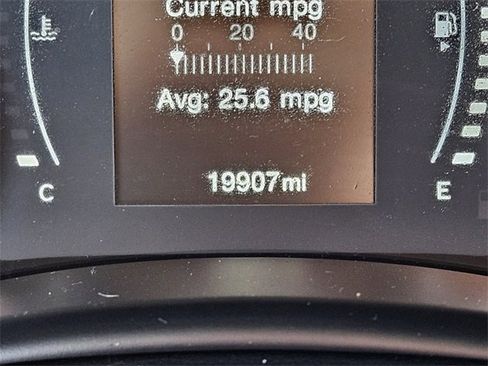 Current mpg
0 20 40
Avg: 25.6 mpg
19907mi
C
E